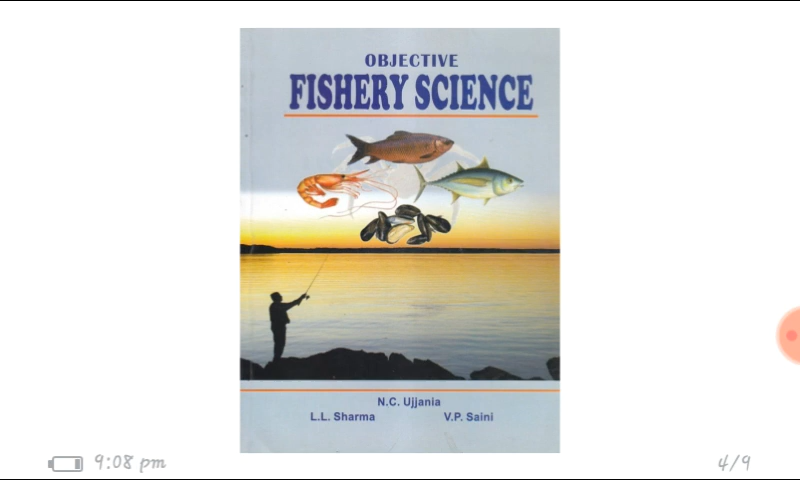 OBJECTIVE
FISHERY SCIENCE
N.C. Ujjania
L.L. Sharma V.P. Saini
9:08 pm 4/9